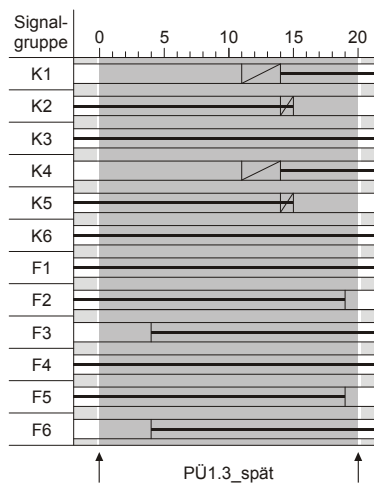 Signal-
gruppe 0 5 10 15 20
K1
K2
K3
K4
K5
K6
F1
F2
F3
F4
F5
F6
PÜ1.3_spät